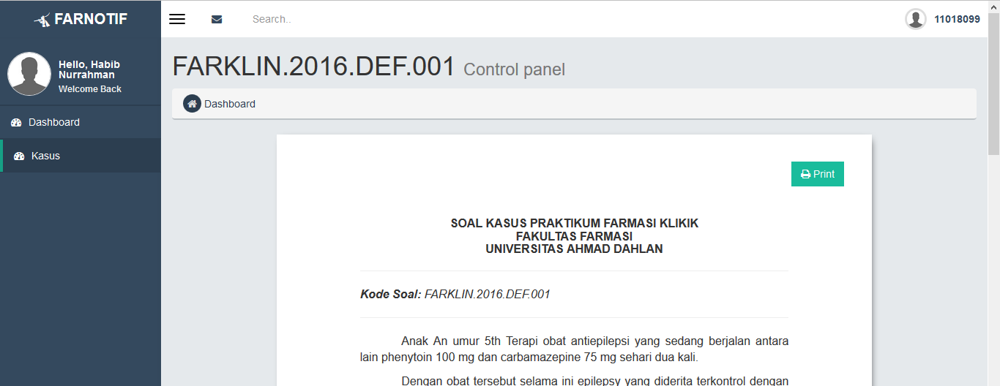 FARNOTIF
Search..
11018099
Hello, Habib
Nurrahman
Welcome Back
Dashboard
Kasus
FARKLIN.2016.DEF.001 Control panel
Dashboard
Print
SOAL KASUS PRAKTIKUM FARMASI KLIKIK
FAKULTAS FARMASI
UNIVERSITAS AHMAD DAHLAN
Kode Soal: FARKLIN.2016.DEF.001
Anak An umur 5th Terapi obat antiepilepsi yang sedang berjalan antara
lain phenytoin 100 mg dan carbamazepine 75 mg sehari dua kali.
Dengan obat tersebut selama ini epilepsy yang diderita terkontrol dengan